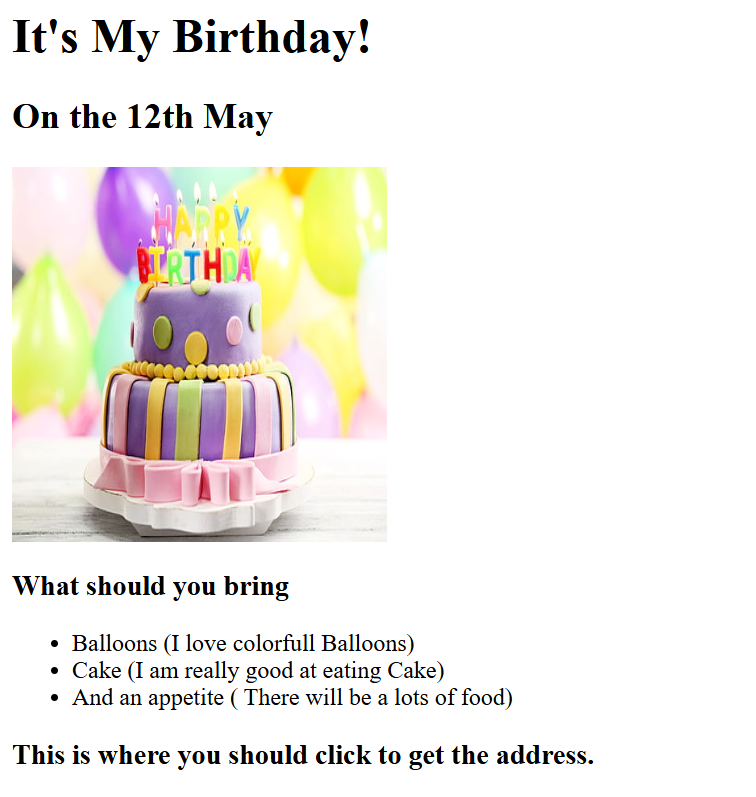 It's My Birthday!
On the 12th May
HAPPY
BIRTHDAY
What should you bring
Balloons (I love colorfull Balloons)
Cake (I am really good at eating Cake)
And an appetite ( There will be a lots of food)
This is where you should click to get the address.